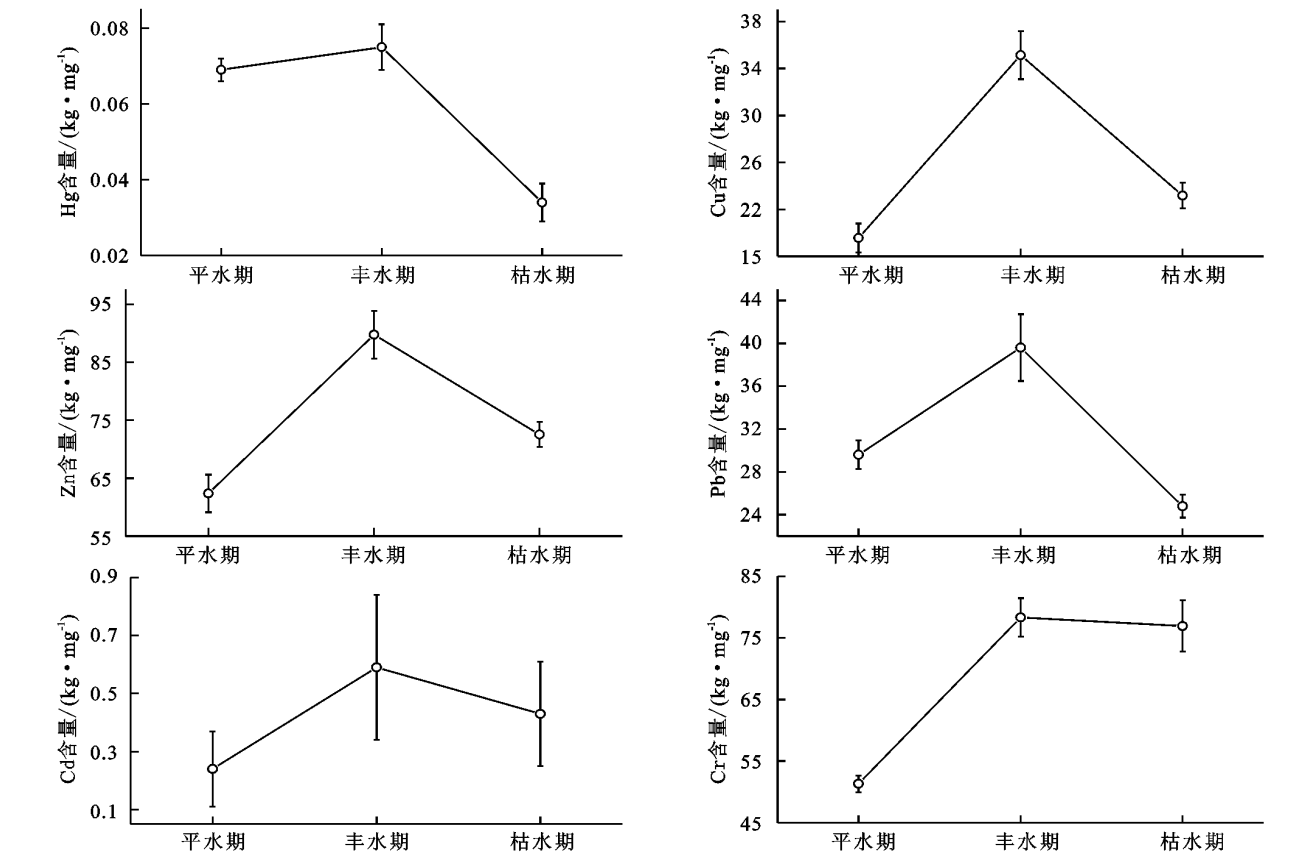 Hg含量/(kg·mg⁻¹)
0.08
0.06
0.04
0.02
平水期 丰水期 枯水期
Cu含量/(kg·mg⁻¹)
38
34
30
26
22
15
平水期 丰水期 枯水期
Zn含量/(kg·mg⁻¹)
95
85
75
65
55
平水期 丰水期 枯水期
Pb含量/(kg·mg⁻¹)
44
40
36
32
28
24
平水期 丰水期 枯水期
Cd含量/(kg·mg⁻¹)
0.9
0.7
0.5
0.3
0.1
平水期 丰水期 枯水期
Cr含量/(kg·mg⁻¹)
85
75
65
55
45
平水期 丰水期 枯水期